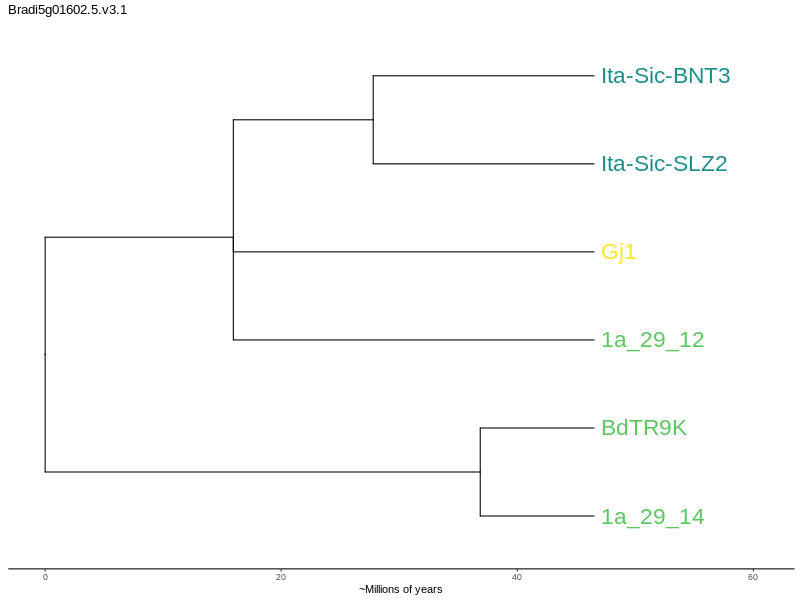 Bradi5g01602.5.v3.1
Ita-Sic-BNT3
Ita-Sic-SLZ2
Gj1
1a_29_12
BdTR9K
1a_29_14
0 20 40 60
~Millions of years